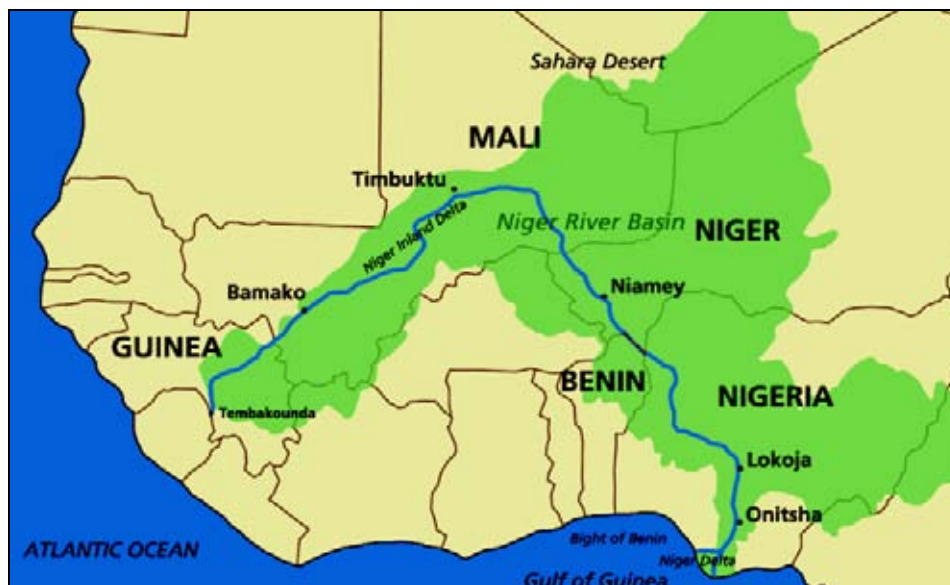 Sahara Desert
MALI
Timbuktu
Niger Inland Delta
Niger River Basin
NIGER
Bamako
Niamey
GUINEA
BENIN
NIGERIA
Tembakounda
Lokoja
Onitsha
ATLANTIC OCEAN
Bight of Benin
Niger Delta
Gulf of Guinea